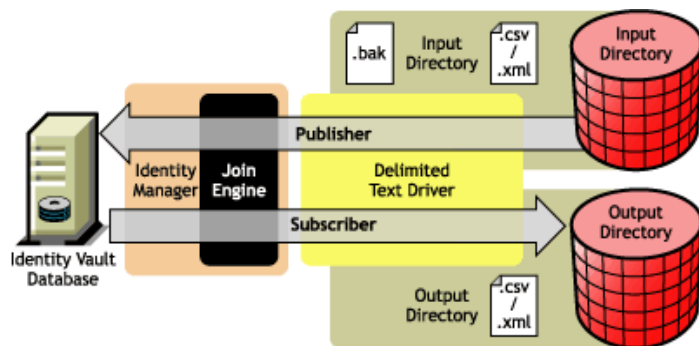 .bak
Input
Directory
.csv
/
.xml
Input
Directory
Publisher
Identity
Manager
Join
Engine
Delimited
Text Driver
Subscriber
Identity Vault
Database
Output
Directory
Output
Directory
.csv
/
.xml